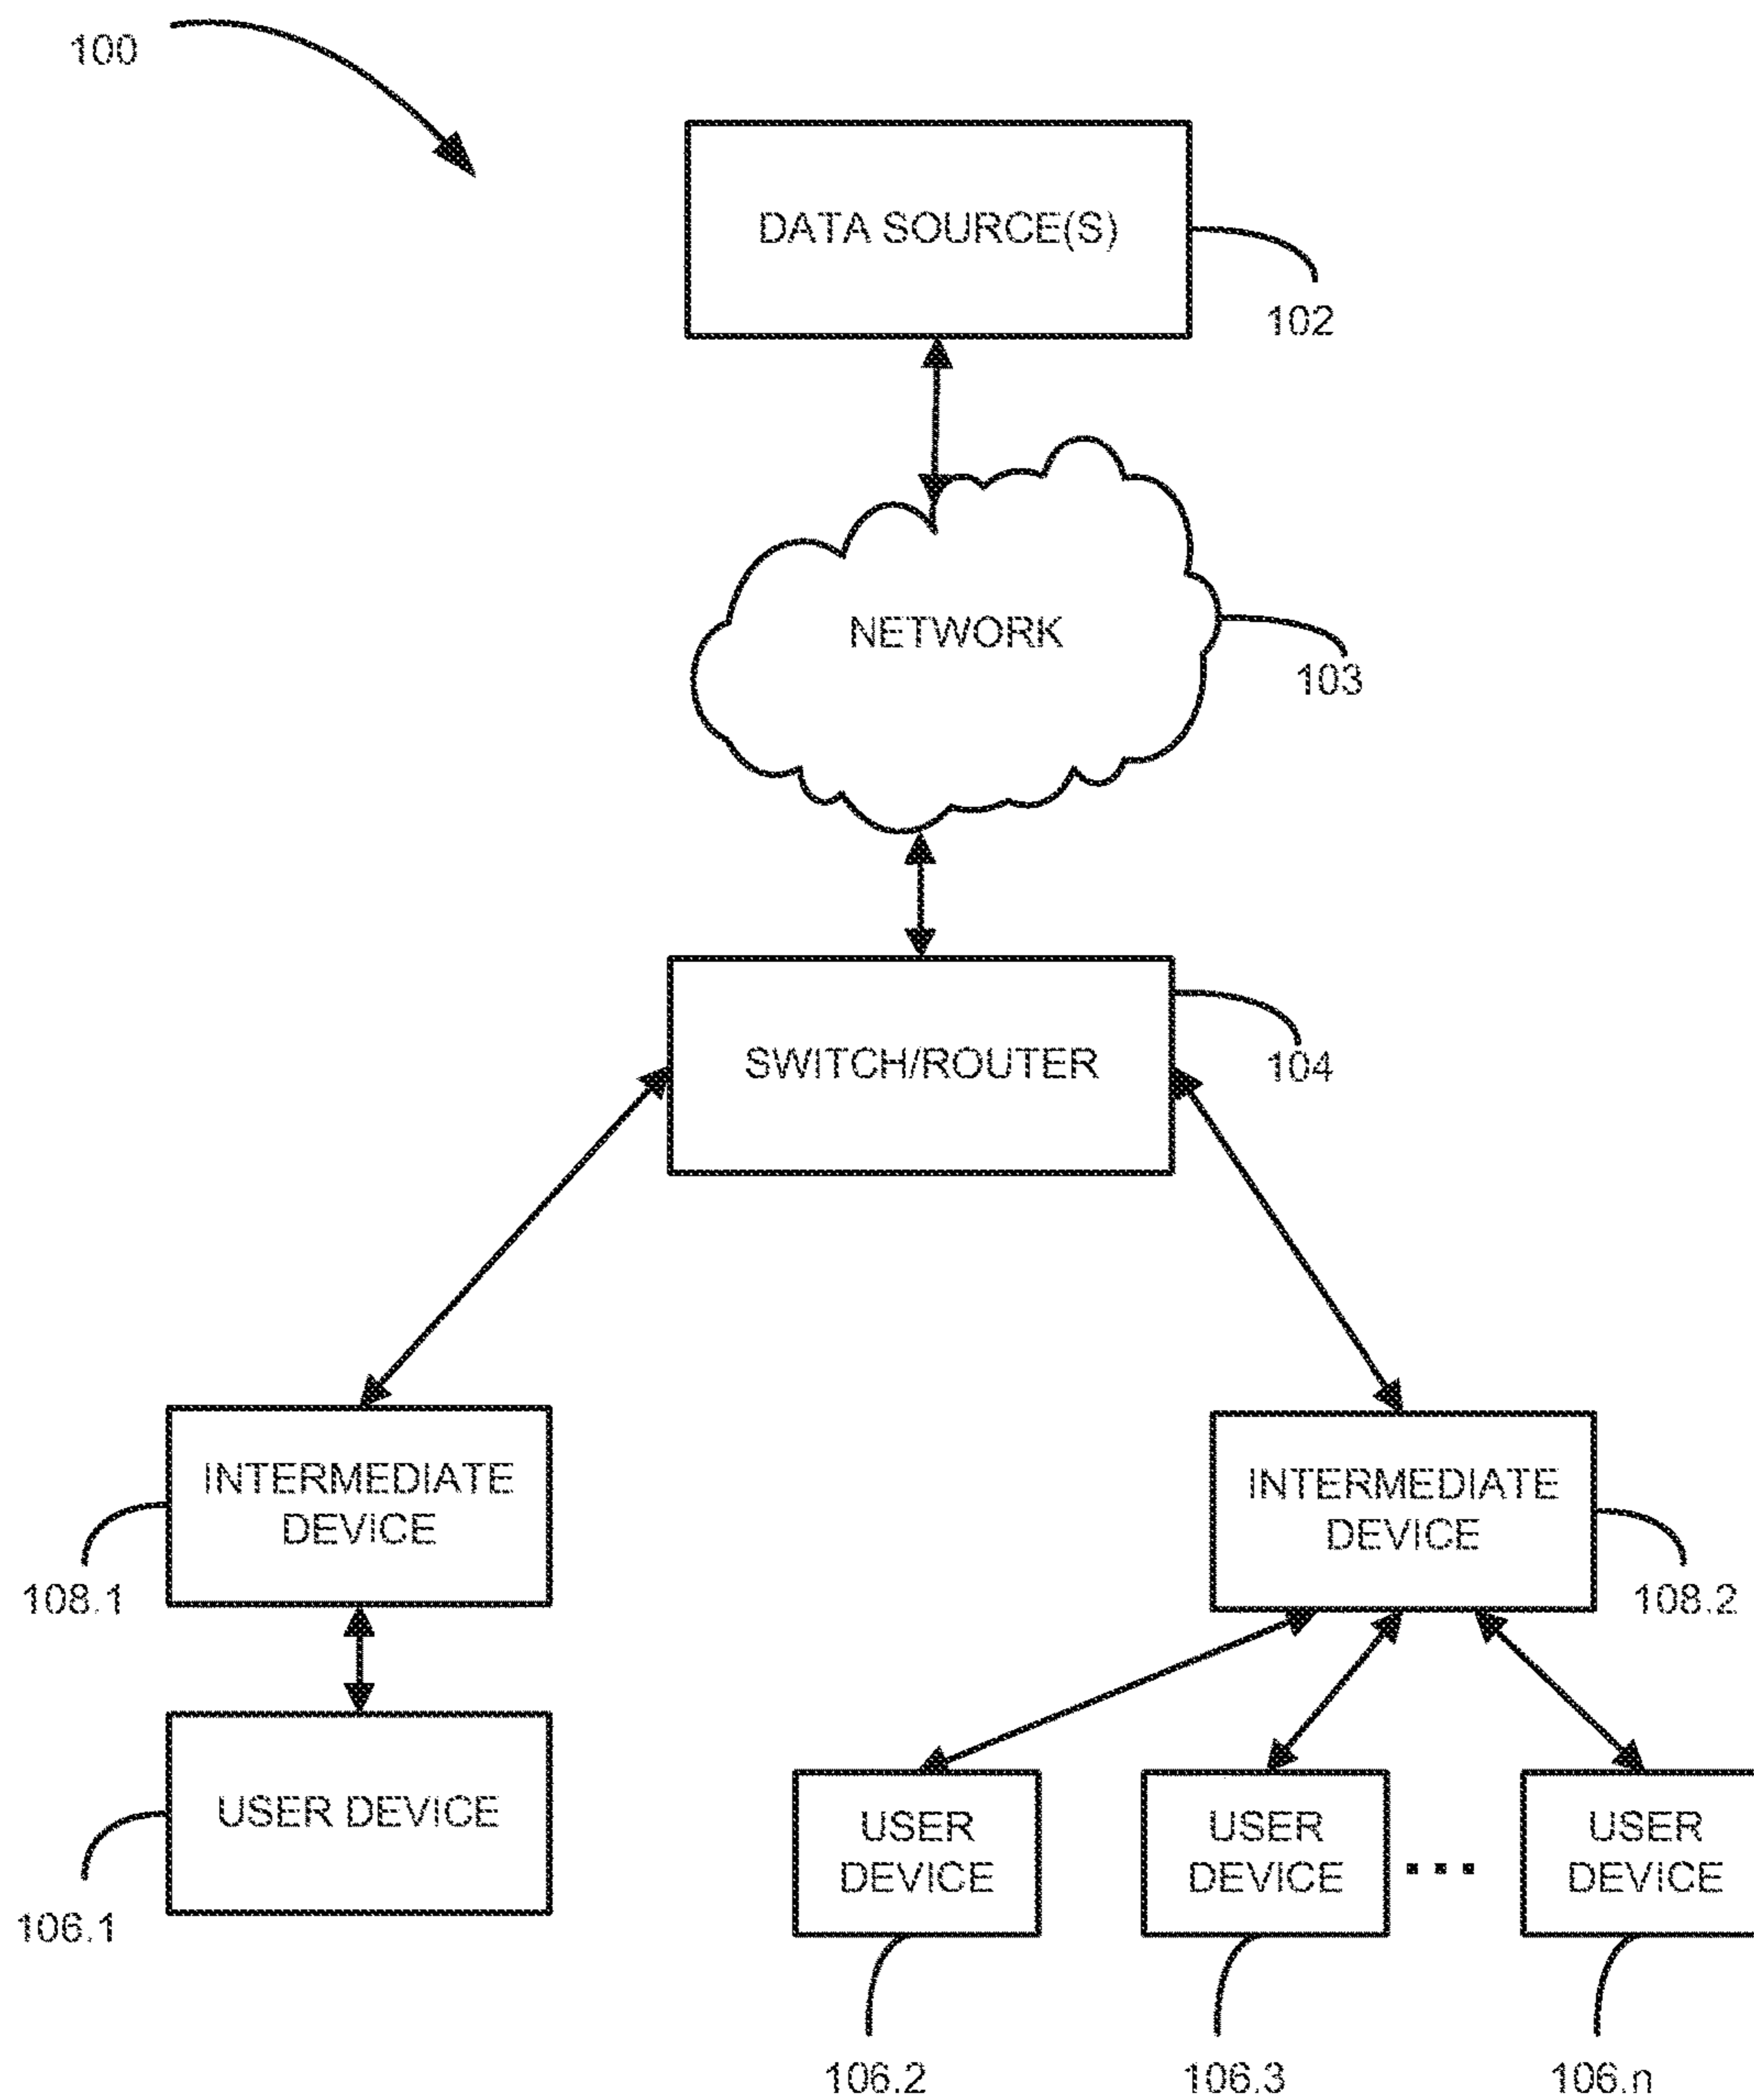 100
DATA SOURCE(S)
102
NETWORK
103
SWITCH/ROUTER
104
INTERMEDIATE
DEVICE
108.1
INTERMEDIATE
DEVICE
108.2
USER DEVICE
106.1
USER
DEVICE
106.2
USER
DEVICE
106.3
...
USER
DEVICE
106.n